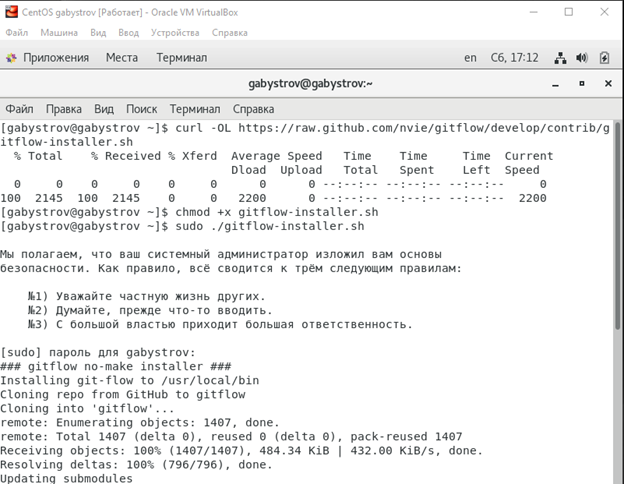 CentOS gabystrov [Работает] - Oracle VM VirtualBox
Файл Машина Вид Ввод Устройства Справка
Приложения Места Терминал en Сб, 17:12
gabystrov@gabystrov:~
Файл Правка Вид Поиск Терминал Справка
[gabystrov@gabystrov ~]$ curl -OL https://raw.github.com/nvie/gitflow/develop/contrib/g
itflow-installer.sh
% Total % Received % Xferd Average Speed Time Time Time Current
Dload Upload Total Spent Left Speed
0 0 0 0 0 0 0 0 --:--:-- --:--:-- --:--:-- 0
100 2145 100 2145 0 0 2200 0 --:--:-- --:--:-- --:--:-- 2200
[gabystrov@gabystrov ~]$ chmod +x gitflow-installer.sh
[gabystrov@gabystrov ~]$ sudo ./gitflow-installer.sh
Мы полагаем, что ваш системный администратор изложил вам основы
безопасности. Как правило, всё сводится к трём следующим правилам:
№1) Уважайте частную жизнь других.
№2) Думайте, прежде что-то вводить.
№3) С большой властью приходит большая ответственность.
[sudo] пароль для gabystrov:
### gitflow no-make installer ###
Installing git-flow to /usr/local/bin
Cloning repo from GitHub to gitflow
Cloning into 'gitflow'...
remote: Enumerating objects: 1407, done.
remote: Total 1407 (delta 0), reused 0 (delta 0), pack-reused 1407
Receiving objects: 100% (1407/1407), 484.34 KiB | 432.00 KiB/s, done.
Resolving deltas: 100% (796/796), done.
Updating submodules